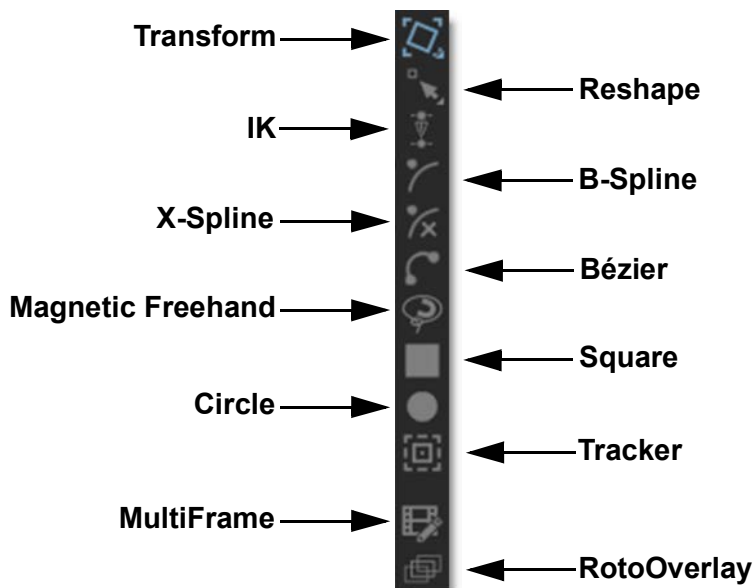 Transform
Reshape
IK
B-Spline
X-Spline
Bézier
Magnetic Freehand
Square
Circle
Tracker
MultiFrame
RotoOverlay